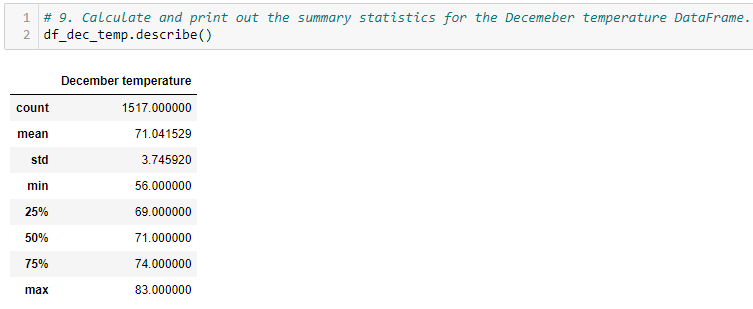 1 # 9. Calculate and print out the summary statistics for the Decemeber temperature DataFrame.
2 df_dec_temp.describe()
December temperature
count 1517.000000
mean 71.041529
std 3.745920
min 56.000000
25% 69.000000
50% 71.000000
75% 74.000000
max 83.000000